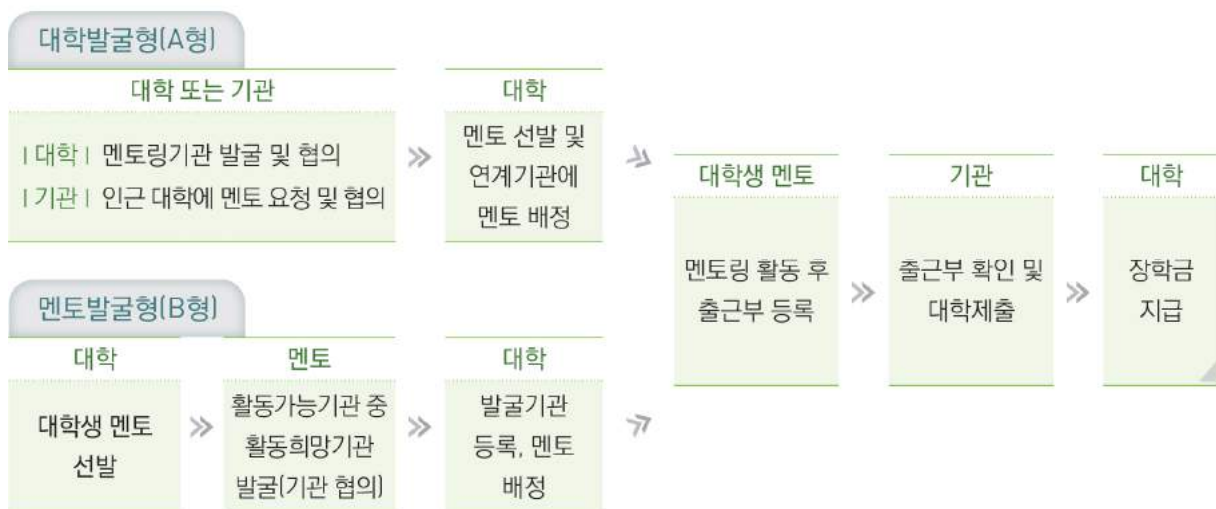 대학발굴형(A형)
대학 또는 기관
| 대학 | 멘토링기관 발굴 및 협의
| 기관 | 인근 대학에 멘토 요청 및 협의
대학
멘토 선발 및
연계기관에
멘토 배정
멘토발굴형(B형)
대학
대학생 멘토
선발
멘토
활동가능기관 중
활동희망기관
발굴(기관 협의)
대학
발굴기관
등록, 멘토
배정
대학생 멘토
멘토링 활동 후
출근부 등록
기관
출근부 확인 및
대학제출
대학
장학금
지급